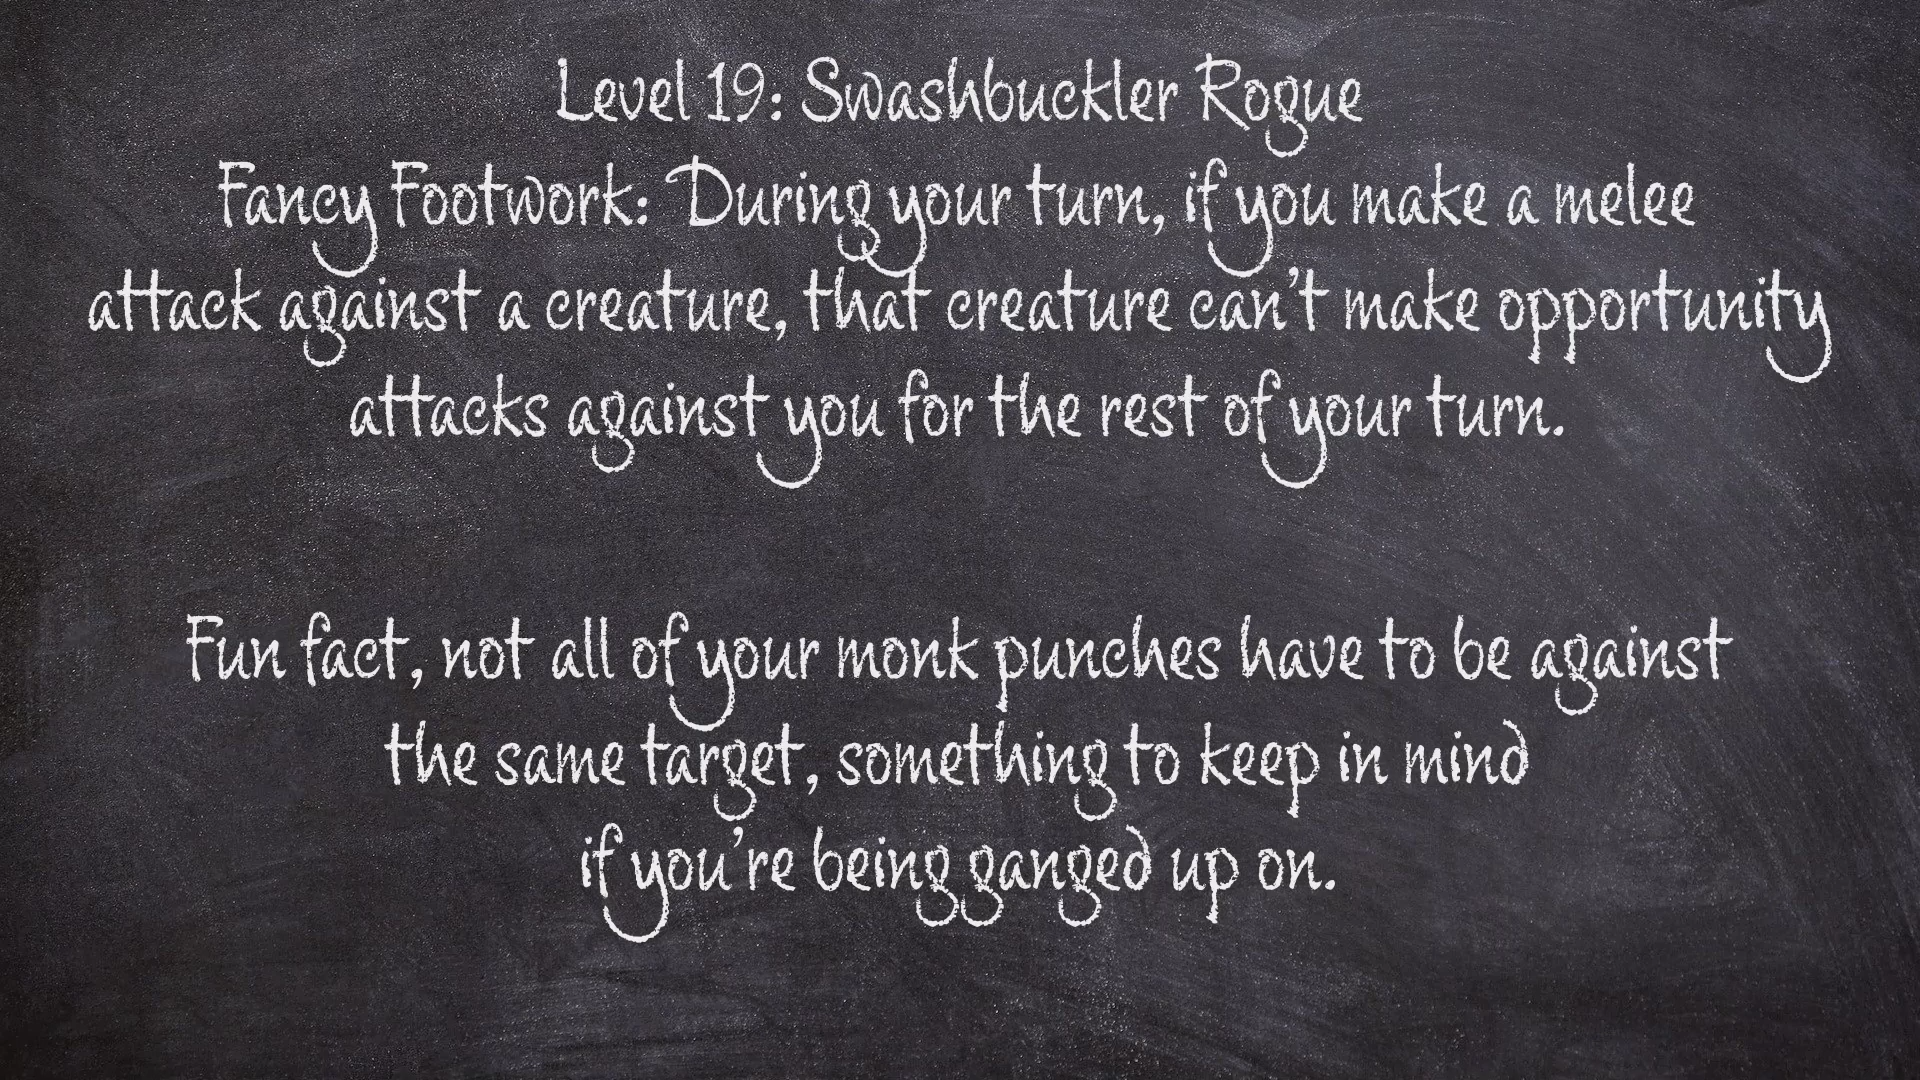 Level 19: Swashbuckler Rogue
Fancy Footwork: During your turn, if you make a melee
attack against a creature, that creature can't make opportunity
attacks against you for the rest of your turn.
Fun fact, not all of your monk punches have to be against
the same target, something to keep in mind
if you're being ganged up on.